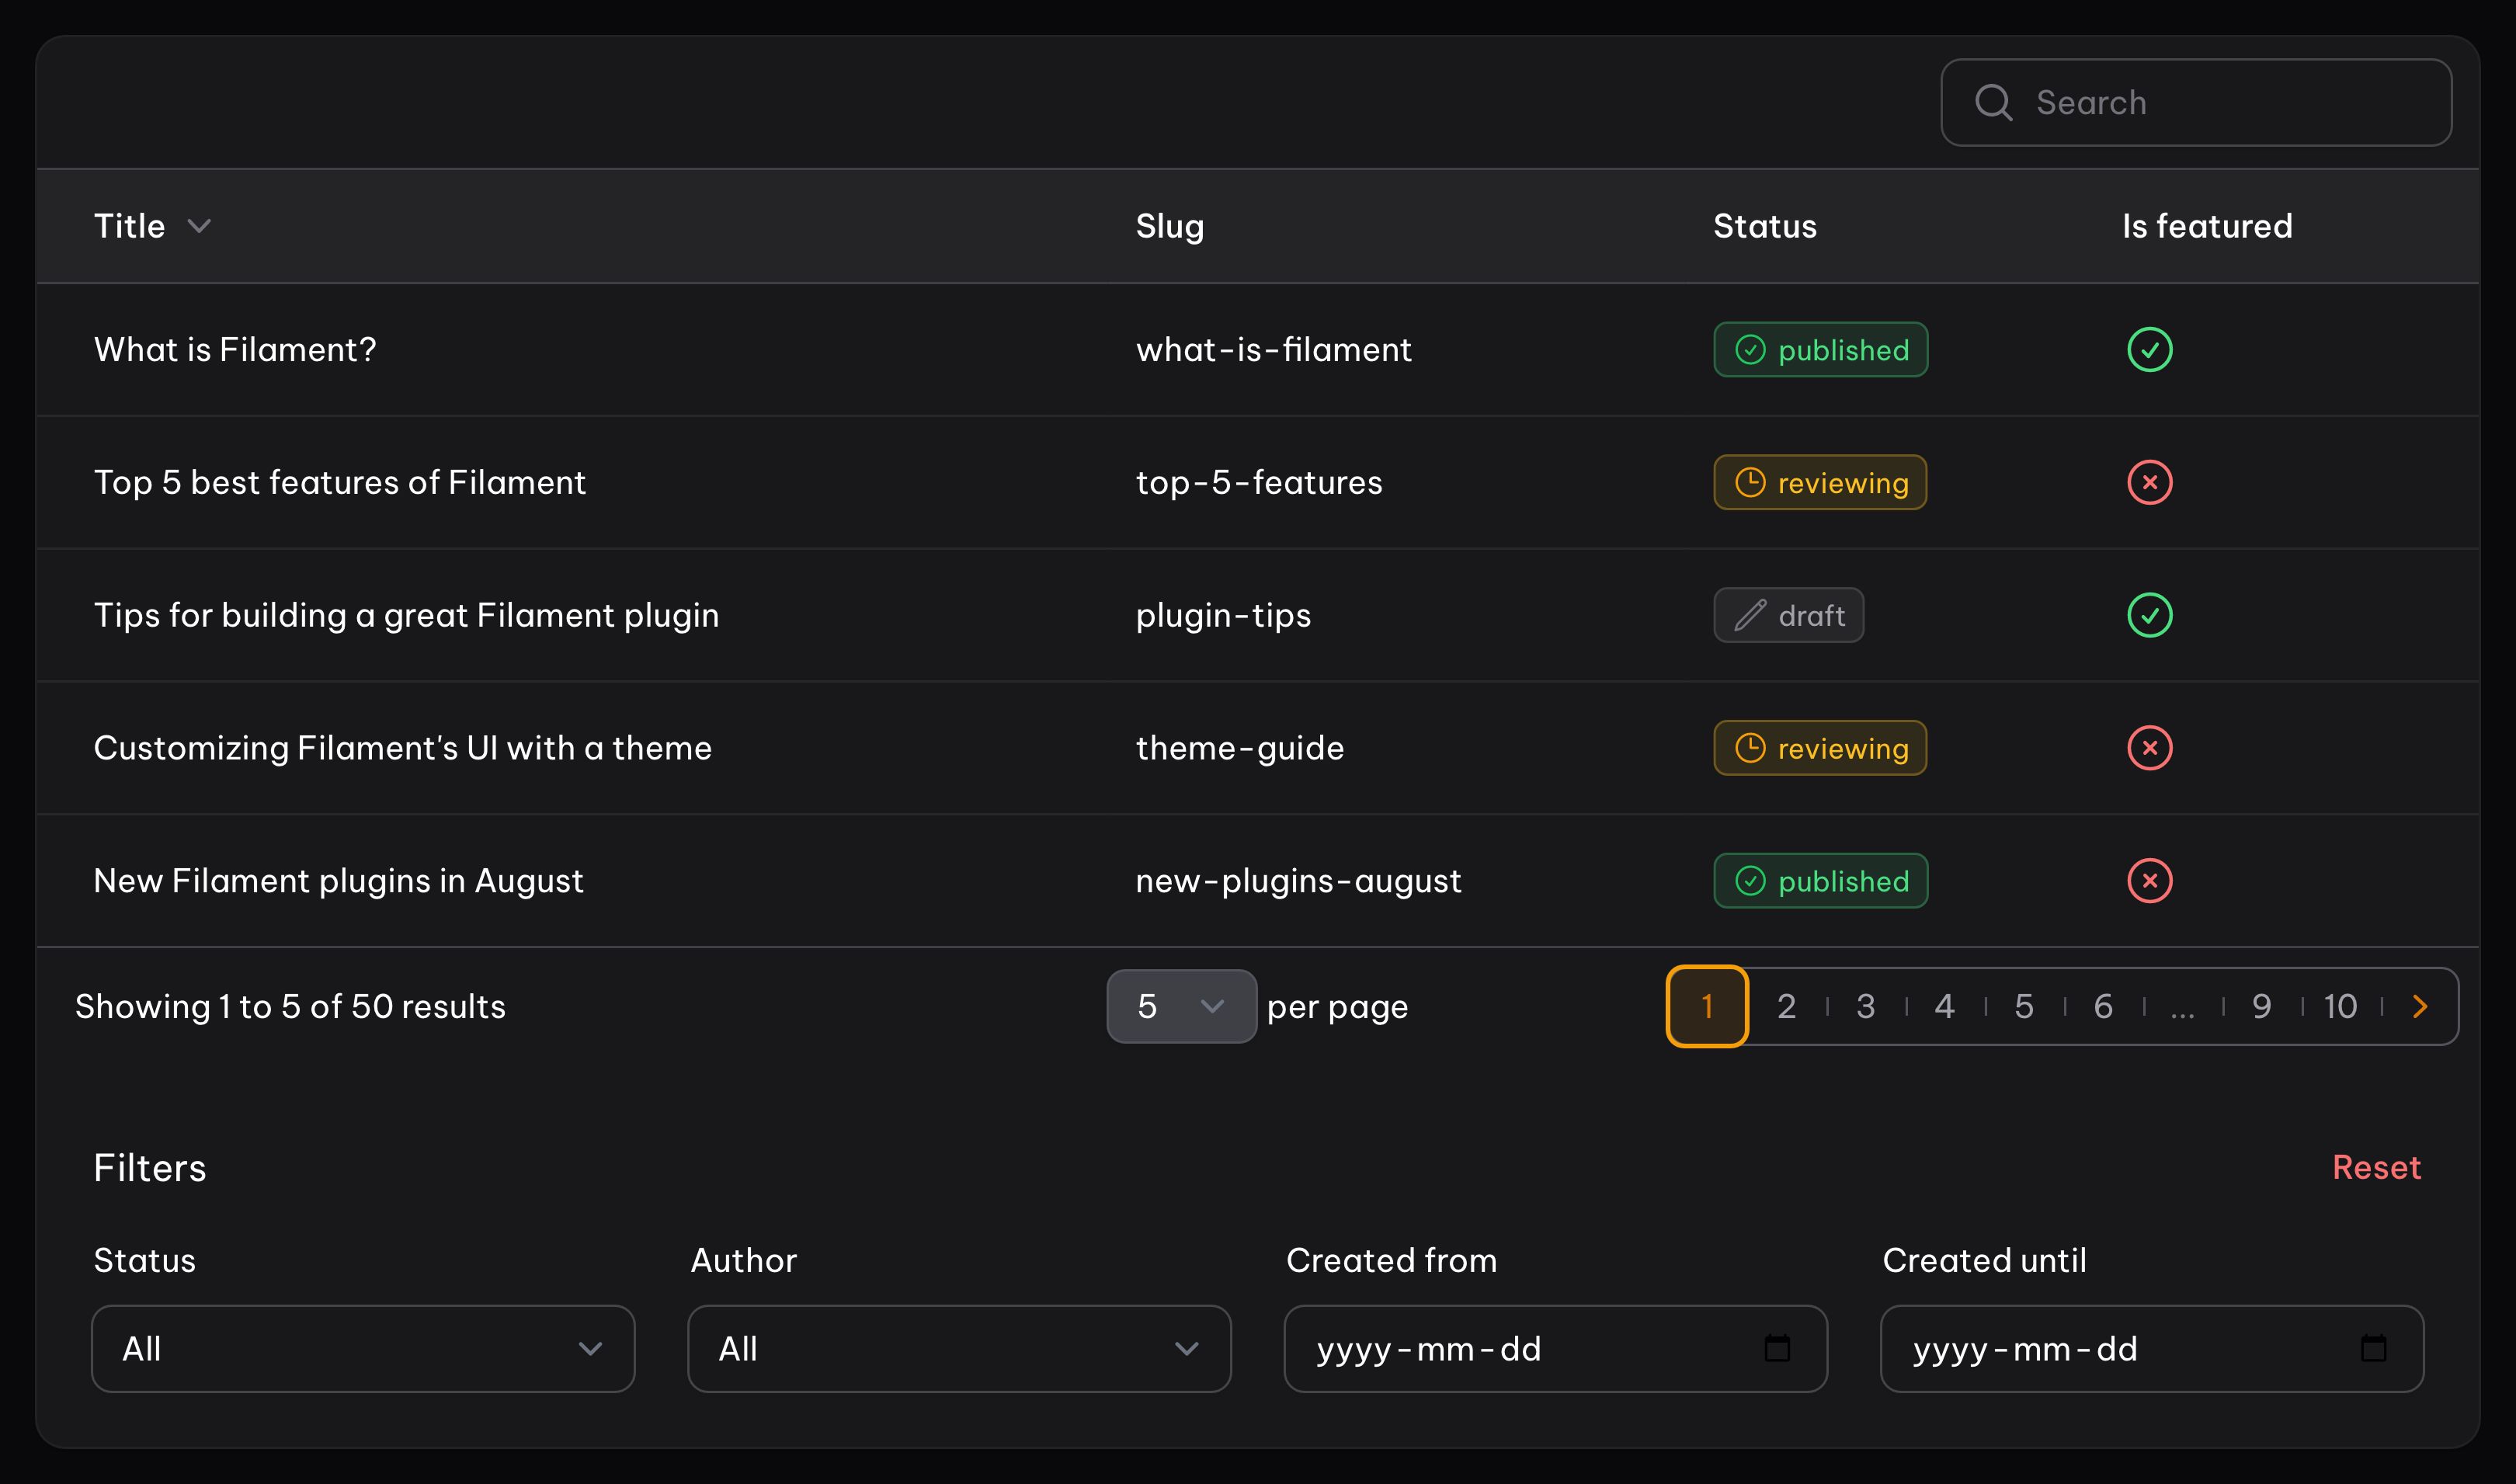 Search
Title Slug Status Is featured
What is Filament? what-is-filament published
Top 5 best features of Filament top-5-features reviewing
Tips for building a great Filament plugin plugin-tips draft
Customizing Filament's UI with a theme theme-guide reviewing
New Filament plugins in August new-plugins-august published
Showing 1 to 5 of 50 results 5 per page 1 2 3 4 5 6 ... 9 10
Filters Reset
Status Author Created from Created until
All All yyyy-mm-dd yyyy-mm-dd